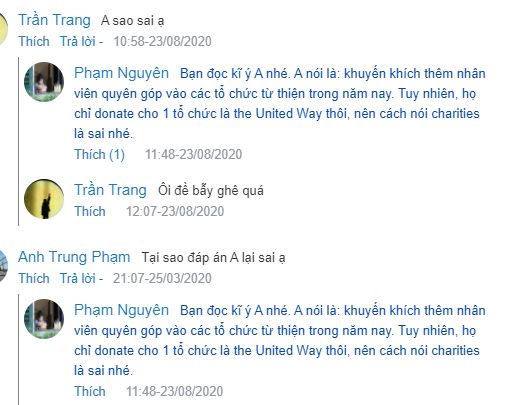 Trần Trang A sao sai ạ
Thích Trả lời - 10:58-23/08/2020
Phạm Nguyên Bạn đọc kĩ ý A nhé. A nói là: khuyến khích thêm nhân
viên quyên góp vào các tổ chức từ thiện trong năm nay. Tuy nhiên, họ
chỉ donate cho 1 tổ chức là the United Way thôi, nên cách nói charities
là sai nhé.
Thích (1) 11:48-23/08/2020
Trần Trang Ôi đề bẫy ghê quá
Thích 12:07-23/08/2020
Anh Trung Phạm Tại sao đáp án A lại sai ạ
Thích Trả lời - 21:07-25/03/2020
Phạm Nguyên Bạn đọc kĩ ý A nhé. A nói là: khuyến khích thêm nhân
viên quyên góp vào các tổ chức từ thiện trong năm nay. Tuy nhiên, họ
chỉ donate cho 1 tổ chức là the United Way thôi, nên cách nói charities
là sai nhé.
Thích 11:48-23/08/2020